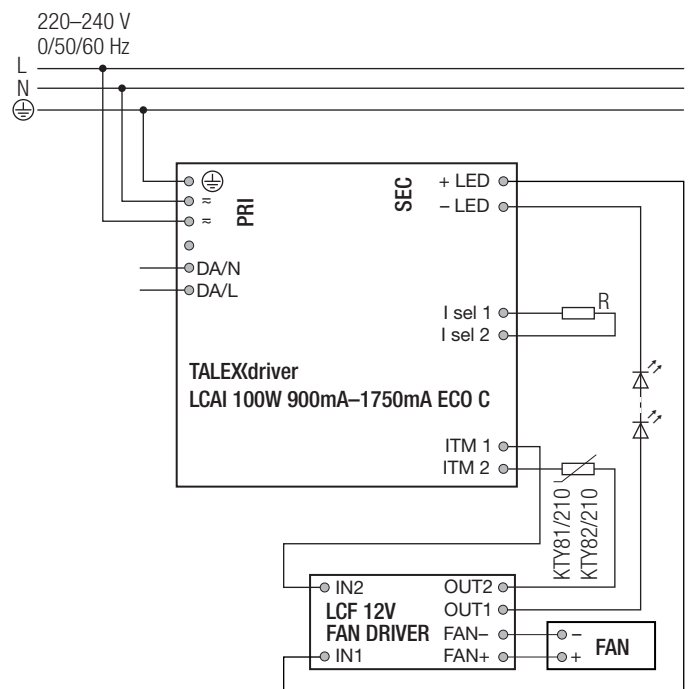 220–240 V
0/50/60 Hz
L
N
PRI
SEC
≂
≂
DA/N
DA/L
+ LED
– LED
I sel 1
I sel 2
R
TALEXXdriver
LCAI 100W 900mA–1750mA ECO C
ITM 1
ITM 2
KTY81/210
KTY82/210
IN2
OUT2
LCF 12V
FAN DRIVER
OUT1
FAN–
FAN+
IN1
–
+
FAN